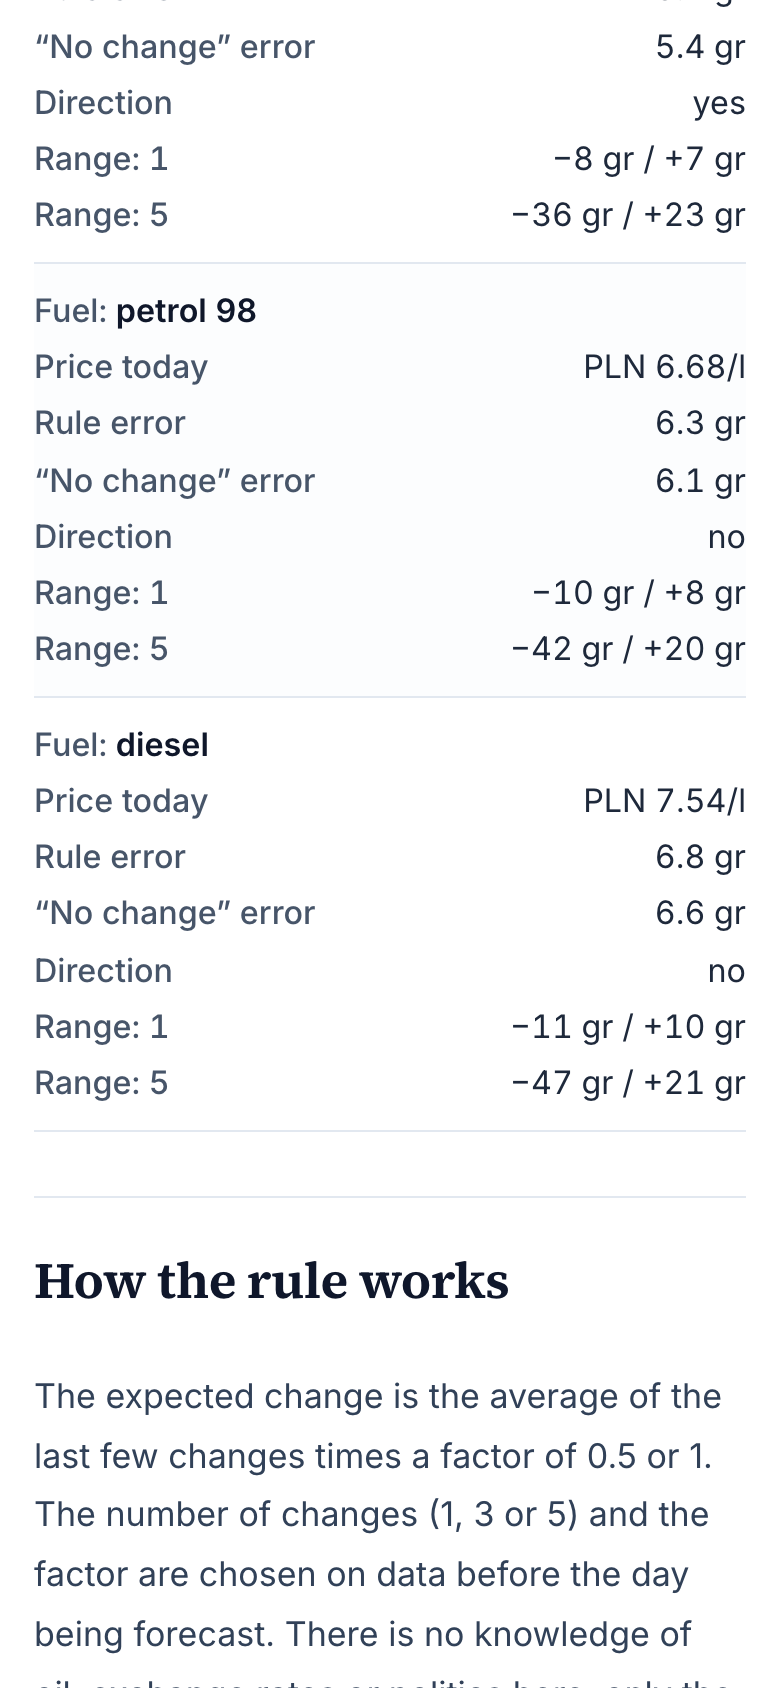 “No change” error 5.4 gr
Direction yes
Range: 1 −8 gr / +7 gr
Range: 5 −36 gr / +23 gr
Fuel: petrol 98
Price today PLN 6.68/l
Rule error 6.3 gr
“No change” error 6.1 gr
Direction no
Range: 1 −10 gr / +8 gr
Range: 5 −42 gr / +20 gr
Fuel: diesel
Price today PLN 7.54/l
Rule error 6.8 gr
“No change” error 6.6 gr
Direction no
Range: 1 −11 gr / +10 gr
Range: 5 −47 gr / +21 gr
How the rule works
The expected change is the average of the
last few changes times a factor of 0.5 or 1.
The number of changes (1, 3 or 5) and the
factor are chosen on data before the day
being forecast. There is no knowledge of